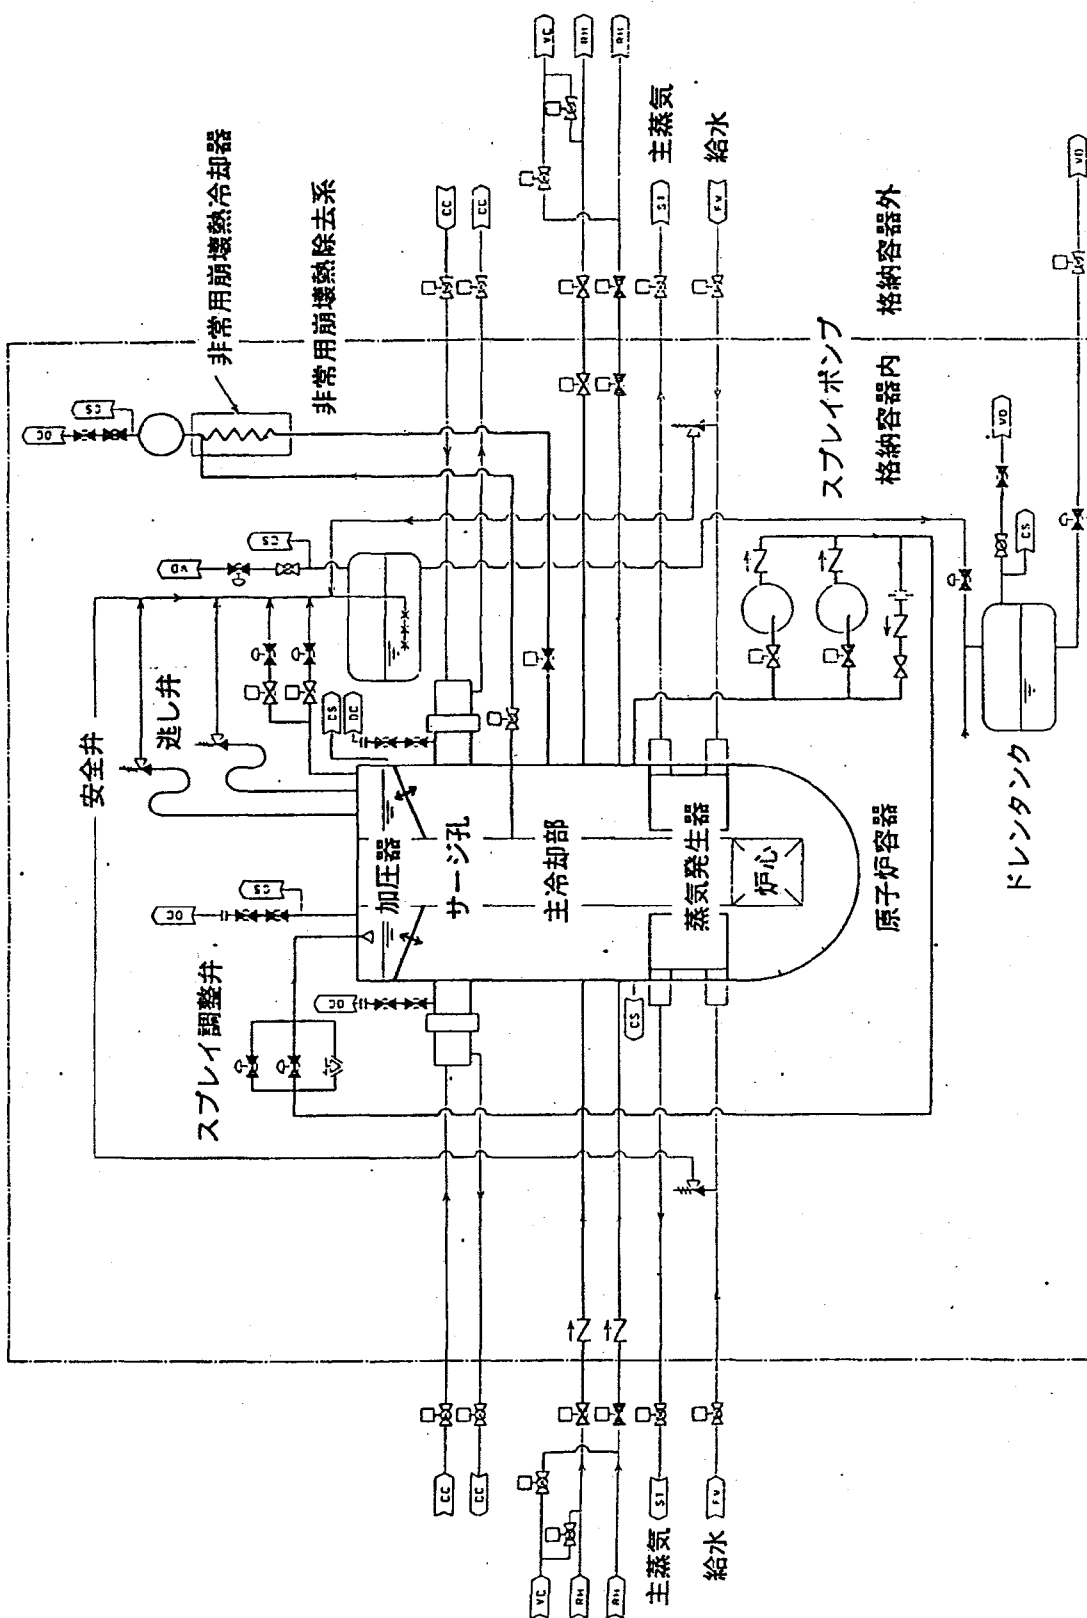 非常用崩壊熱冷却器
非常用崩壊熱除去系
安全弁
逃し弁
スプレイ調整弁
加圧器
サージ孔
主冷却部
蒸気発生器
炉心
原子炉容器
主蒸気
給水
主蒸気
給水
スプレイポンプ
格納容器内
格納容器外
ドレンタンク
VC
RH
RH
CC
CC
ST
FW
VC
RH
RH
CC
CC
ST
FW
DC
CS
VD
CS
DC
CS
DC
CS
DC
CS
VD
CS
VD